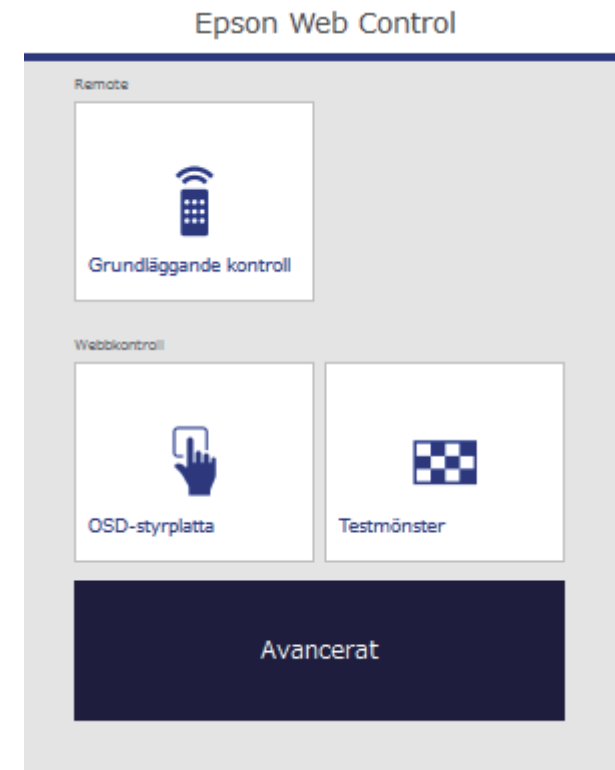 Epson Web Control
Remote
Grundläggande kontroll
Webbkontroll
OSD-styrplatta
Testmönster
Avancerat